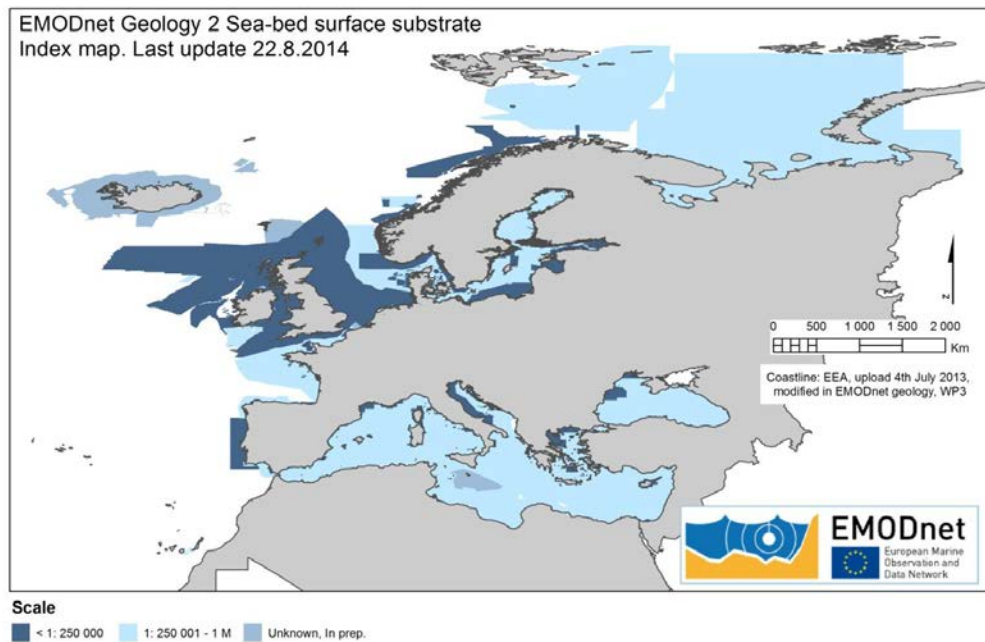 EMODnet Geology 2 Sea-bed surface substrate
Index map. Last update 22.8.2014
N
0 500 1 000 1 500 2 000
Km
Coastline: EEA, upload 4th July 2013,
modified in EMODnet geology, WP3
EMODnet
European Marine
Observation and
Data Network
Scale
< 1: 250 000 1: 250 001 - 1 M Unknown, In prep.